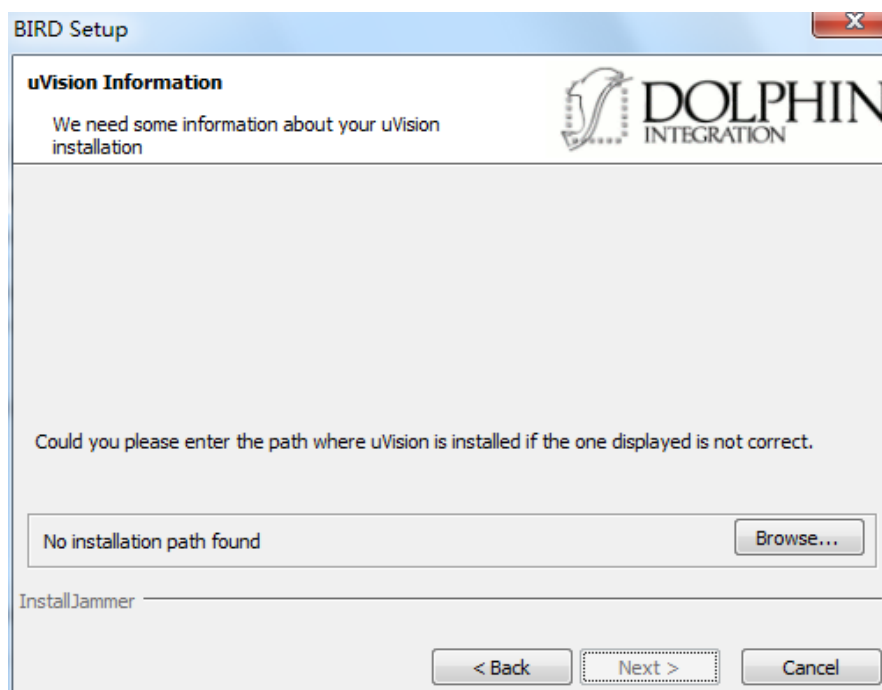 BIRD Setup
uVision Information
We need some information about your uVision
installation
DOLPHIN
INTEGRATION
Could you please enter the path where uVision is installed if the one displayed is not correct.
No installation path found
Browse...
InstallJammer
< Back
Next >
Cancel